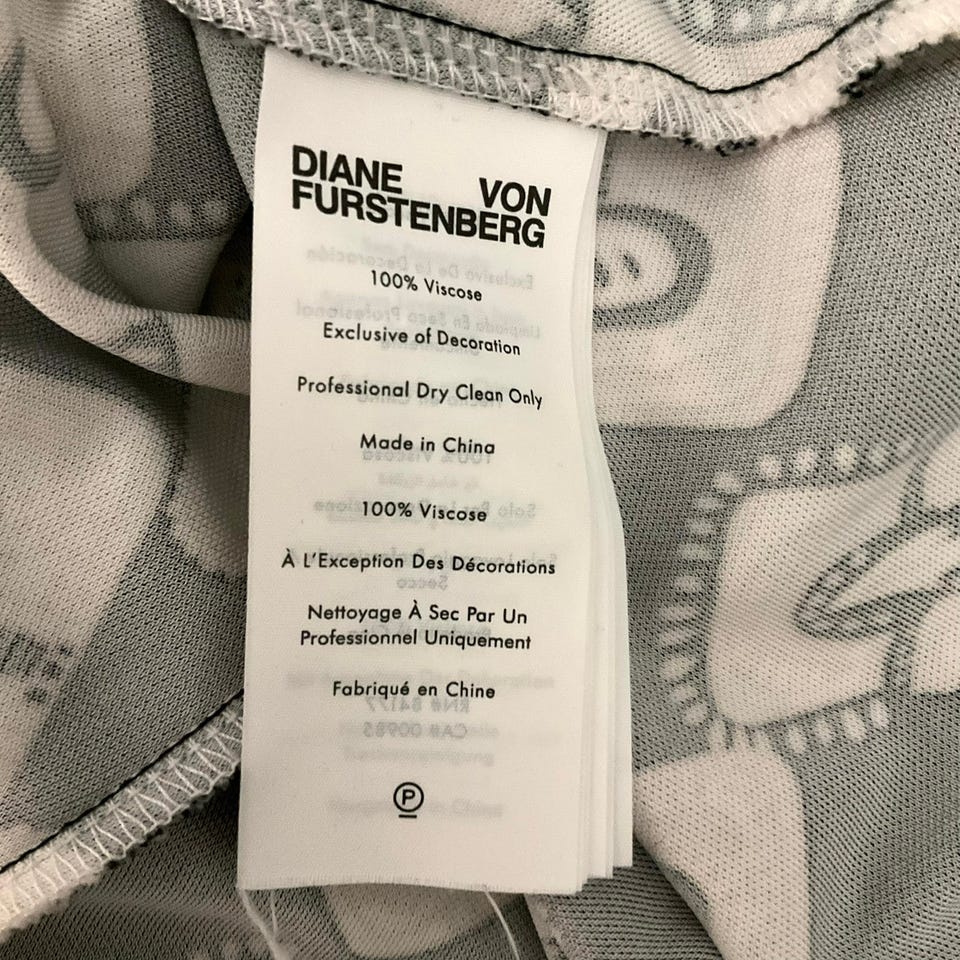 DIANE VON
FURSTENBERG
100% Viscose
Exclusive of Decoration
Professional Dry Clean Only
Made in China
100% Viscose
À L'Exception Des Décorations
Nettoyage À Sec Par Un
Professionnel Uniquement
Fabriqué en Chine
P